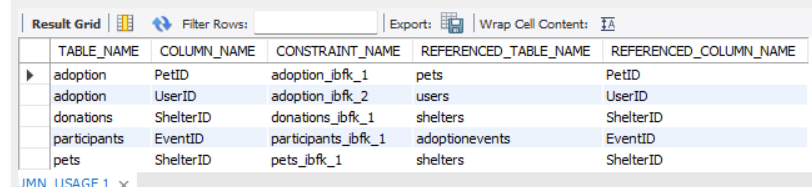 Result Grid Filter Rows: Export: Wrap Cell Content: IA
TABLE_NAME COLUMN_NAME CONSTRAINT_NAME REFERENCED_TABLE_NAME REFERENCED_COLUMN_NAME
adoption PetID adoption_ibfk_1 pets PetID
adoption UserID adoption_ibfk_2 users UserID
donations ShelterID donations_ibfk_1 shelters ShelterID
participants EventID participants_ibfk_1 adoptionevents EventID
pets ShelterID pets_ibfk_1 shelters ShelterID
UMN_USAGE 1 ×